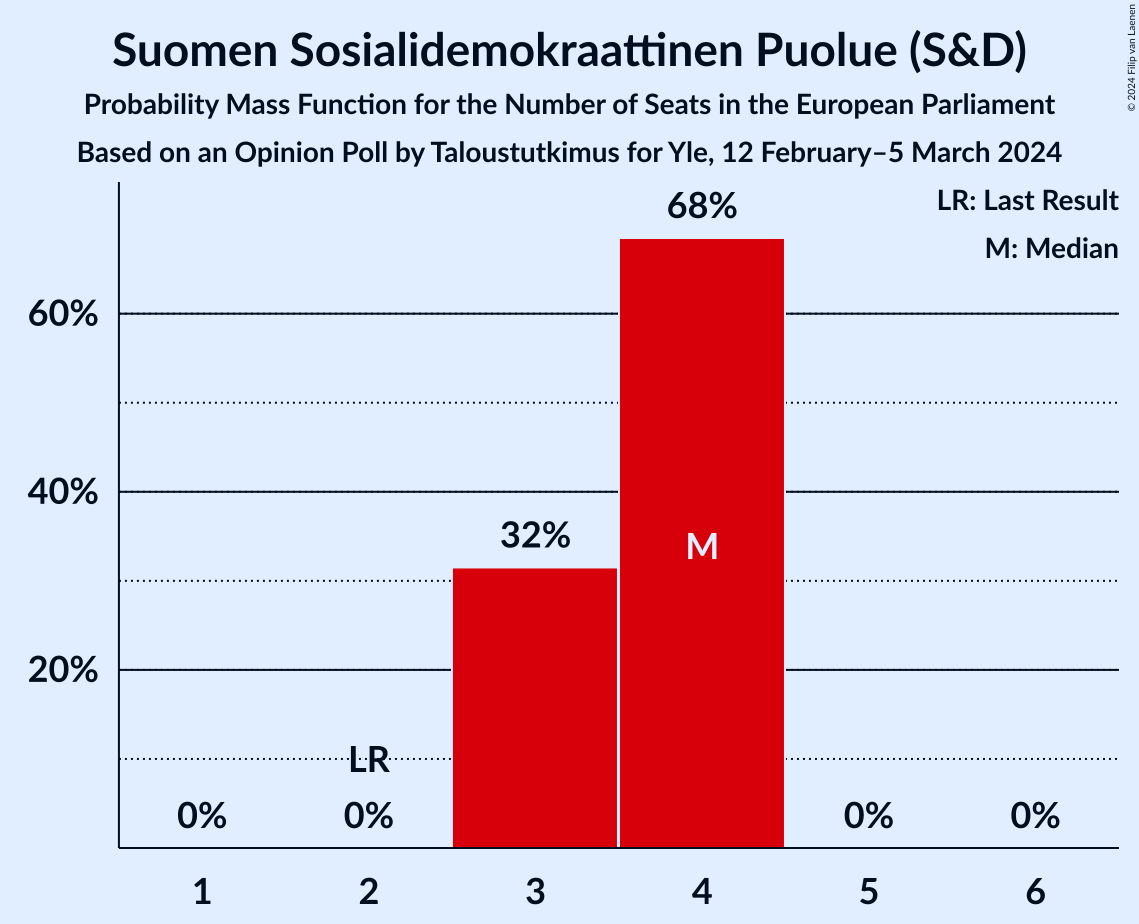 Suomen Sosialidemokraattinen Puolue (S&D)
Probability Mass Function for the Number of Seats in the European Parliament
Based on an Opinion Poll by Taloustutkimus for Yle, 12 February–5 March 2024
© 2024 Filip van Laenen
LR: Last Result
M: Median
68%
60%
40%
32%
M
20%
LR
0%
0%
0%
0%
1
2
3
4
5
6